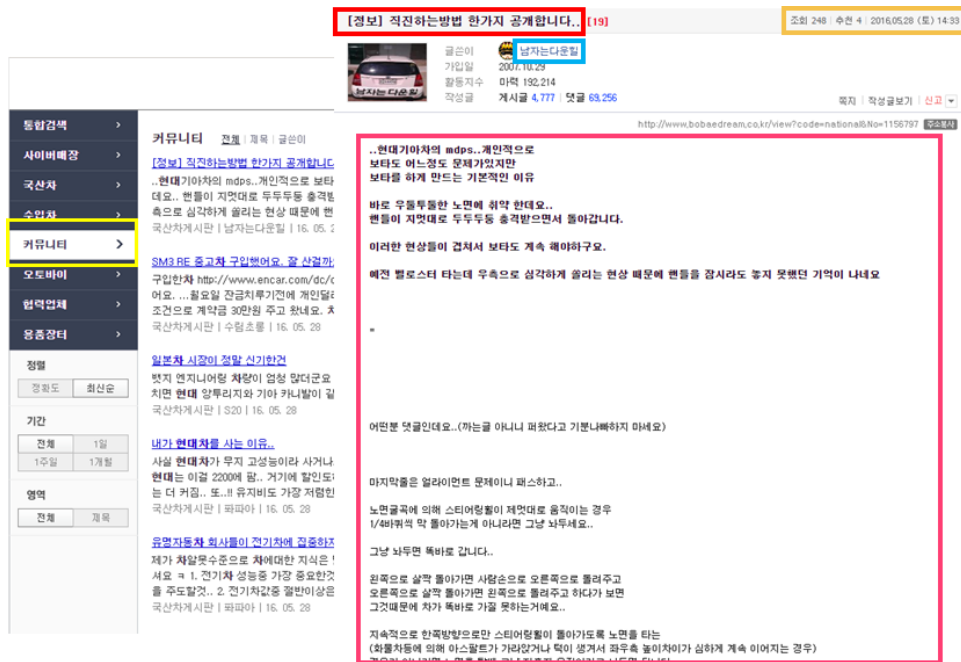 [정보] 직진하는방법 한가지 공개합니다.. [19]
조회 248 | 추천 4 | 2016.05.28 (토) 14:33
글쓴이 남자는다운힐
가입일 2007.10.29
활동지수 마력 192,214
작성글 게시글 4,777 | 댓글 69,256
남자는다운힐
쪽지 | 작성글보기 | 신고
http://www.bobaedream.co.kr/view?code=national&No=1156797 주소복사
통합검색
사이버매장
국산차
수입차
커뮤니티
오토바이
협력업체
용품장터
정렬
정확도 최신순
기간
전체 1일
1주일 1개월
영역
전체 제목
커뮤니티 전체 | 제목 | 글쓴이
[정보] 직진하는방법 한가지 공개합니다
..현대기아차의 mdps..개인적으로 보타
데요.. 핸들이 지멋대로 두두두둥 충격받
측으로 심각하게 쏠리는 현상 때문에 핸
국산차게시판 | 남자는다운힐 | 16. 05. 2
SM3 RE 중고차 구입했어요. 잘 산걸까
구입한차 http://www.encar.com/dc/c
어요. ...월요일 잔금치루기전에 개인딜러
조건으로 계약금 30만원 주고 왔네요. 차
국산차게시판 | 수림초롱 | 16. 05. 28
일본차 시장이 정말 신기한건
뱃지 엔지니어링 차량이 엄청 많더군요
치면 현대 양투리지와 기아 카니발이 같
국산차게시판 | S20 | 16. 05. 28
내가 현대차를 사는 이유..
사실 현대차가 무지 고성능이라 사거나
현대는 이걸 2200에 팜.. 거기에 할인도
는 더 커짐.. 또..!! 유지비도 가장 저렴한
국산차게시판 | 퐈파아 | 16. 05. 28
유명자동차 회사들이 전기차에 집중하지
제가 차알못수준으로 차에대한 지식은
셔요 ㅋ 1. 전기차 성능중 가장 중요한것
을 주도할것.. 2. 전기차값중 절반이상은
국산차게시판 | 퐈파아 | 16. 05. 28
..현대기아차의 mdps..개인적으로
보타도 어느정도 문제가있지만
보타를 하게 만드는 기본적인 이유
바로 우둘투둘한 노면에 취약 한데요..
핸들이 지멋대로 두두두둥 충격받으면서 돌아갑니다.
이러한 현상들이 겹쳐서 보타도 계속 해야하구요.
예전 벨로스터 타는데 우측으로 심각하게 쏠리는 현상 때문에 핸들을 잠시라도 놓지 못했던 기억이 나네요
=
어떤분 댓글인데요..(까는글 아니니 퍼왔다고 기분나빠하지 마세요)
마지막줄은 얼라이먼트 문제이니 패스하고..
노면굴곡에 의해 스티어링휠이 제멋대로 움직이는 경우
1/4바퀴씩 막 돌아가는게 아니라면 그냥 놔두세요..
그냥 놔두면 똑바로 갑니다..
왼쪽으로 살짝 돌아가면 사람손으로 오른쪽으로 돌려주고
오른쪽으로 살짝 돌아가면 왼쪽으로 돌려주고 하다가 보면
그것때문에 차가 똑바로 가질 못하는거예요..
지속적으로 한쪽방향으로만 스티어링휠이 돌아가도록 노면을 타는
(화물차등에 의해 아스팔트가 가라앉거나 턱이 생겨서 좌우측 높이차이가 심하게 계속 이어지는 경우)